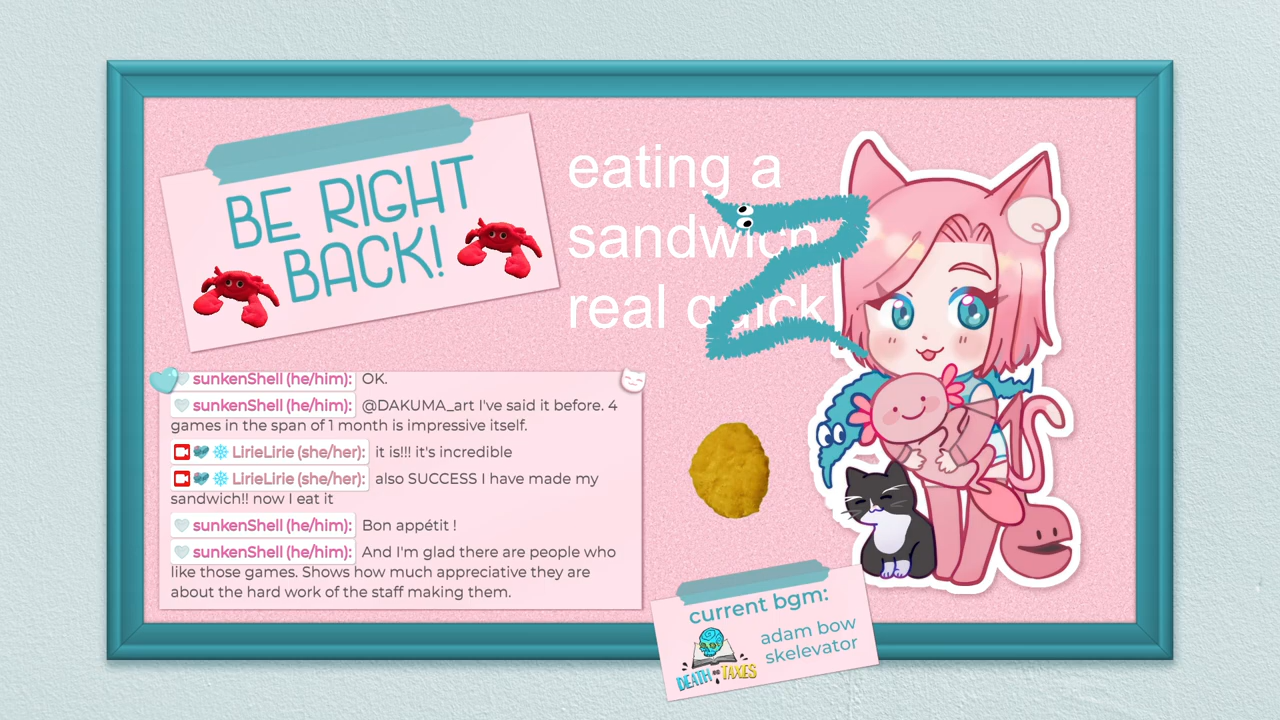 BE RIGHT
BACK!
eating a
sandwich
real quick
sunkenShell (he/him): OK.
sunkenShell (he/him): @DAKUMA_art I've said it before. 4
games in the span of 1 month is impressive itself.
LirieLirie (she/her): it is!!! it's incredible
LirieLirie (she/her): also SUCCESS I have made my
sandwich!! now I eat it
sunkenShell (he/him): Bon appétit !
sunkenShell (he/him): And I'm glad there are people who
like those games. Shows how much appreciative they are
about the hard work of the staff making them.
current bgm:
adam bow
skelevator
DEATH AND TAXES